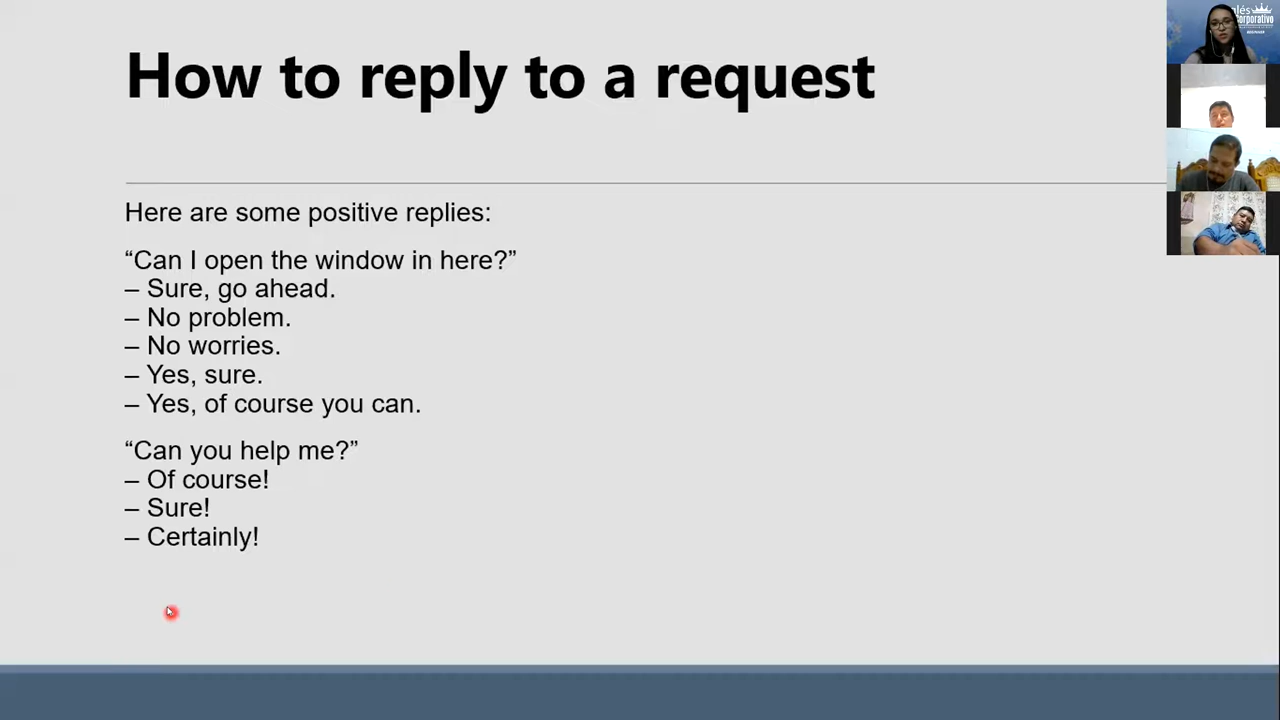 How to reply to a request
Here are some positive replies:
“Can I open the window in here?”
– Sure, go ahead.
– No problem.
– No worries.
– Yes, sure.
– Yes, of course you can.
“Can you help me?”
– Of course!
– Sure!
– Certainly!
glés
Corporativo